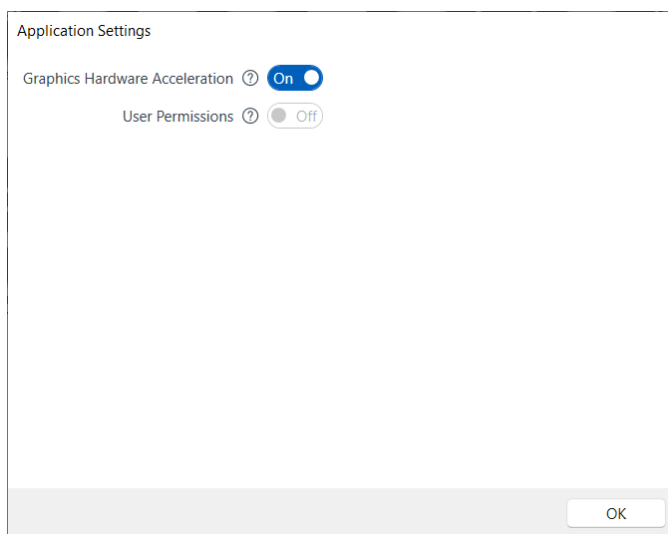 Application Settings
Graphics Hardware Acceleration ? On
User Permissions ? Off
OK